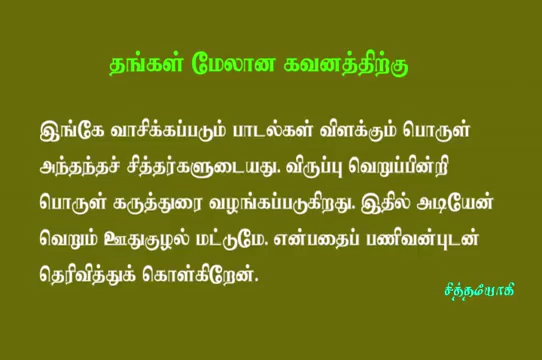 தங்கள் மேலான கவனத்திற்கு
இங்கே வாசிக்கப்படும் பாடல்கள் விளக்கும் பொருள்
அந்தந்தச் சித்தர்களுடையது. விருப்பு வெறுப்பின்றி
பொருள் கருத்துரை வழங்கப்படுகிறது. இதில் அடியேன்
வெறும் ஊதுகுழல் மட்டுமே. என்பதைப் பணிவன்புடன்
தெரிவித்துக் கொள்கிறேன்.
சித்தயோகி